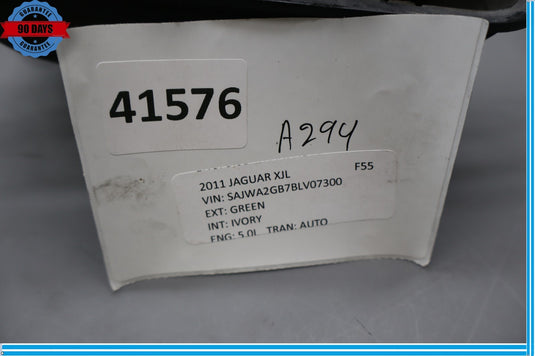 GUARANTEE
90 DAYS
GUARANTEE
41576
A294
2011 JAGUAR XJL F55
VIN: SAJWA2GB7BLV07300
EXT: GREEN
INT: IVORY
ENG: 5.0L TRAN: AUTO